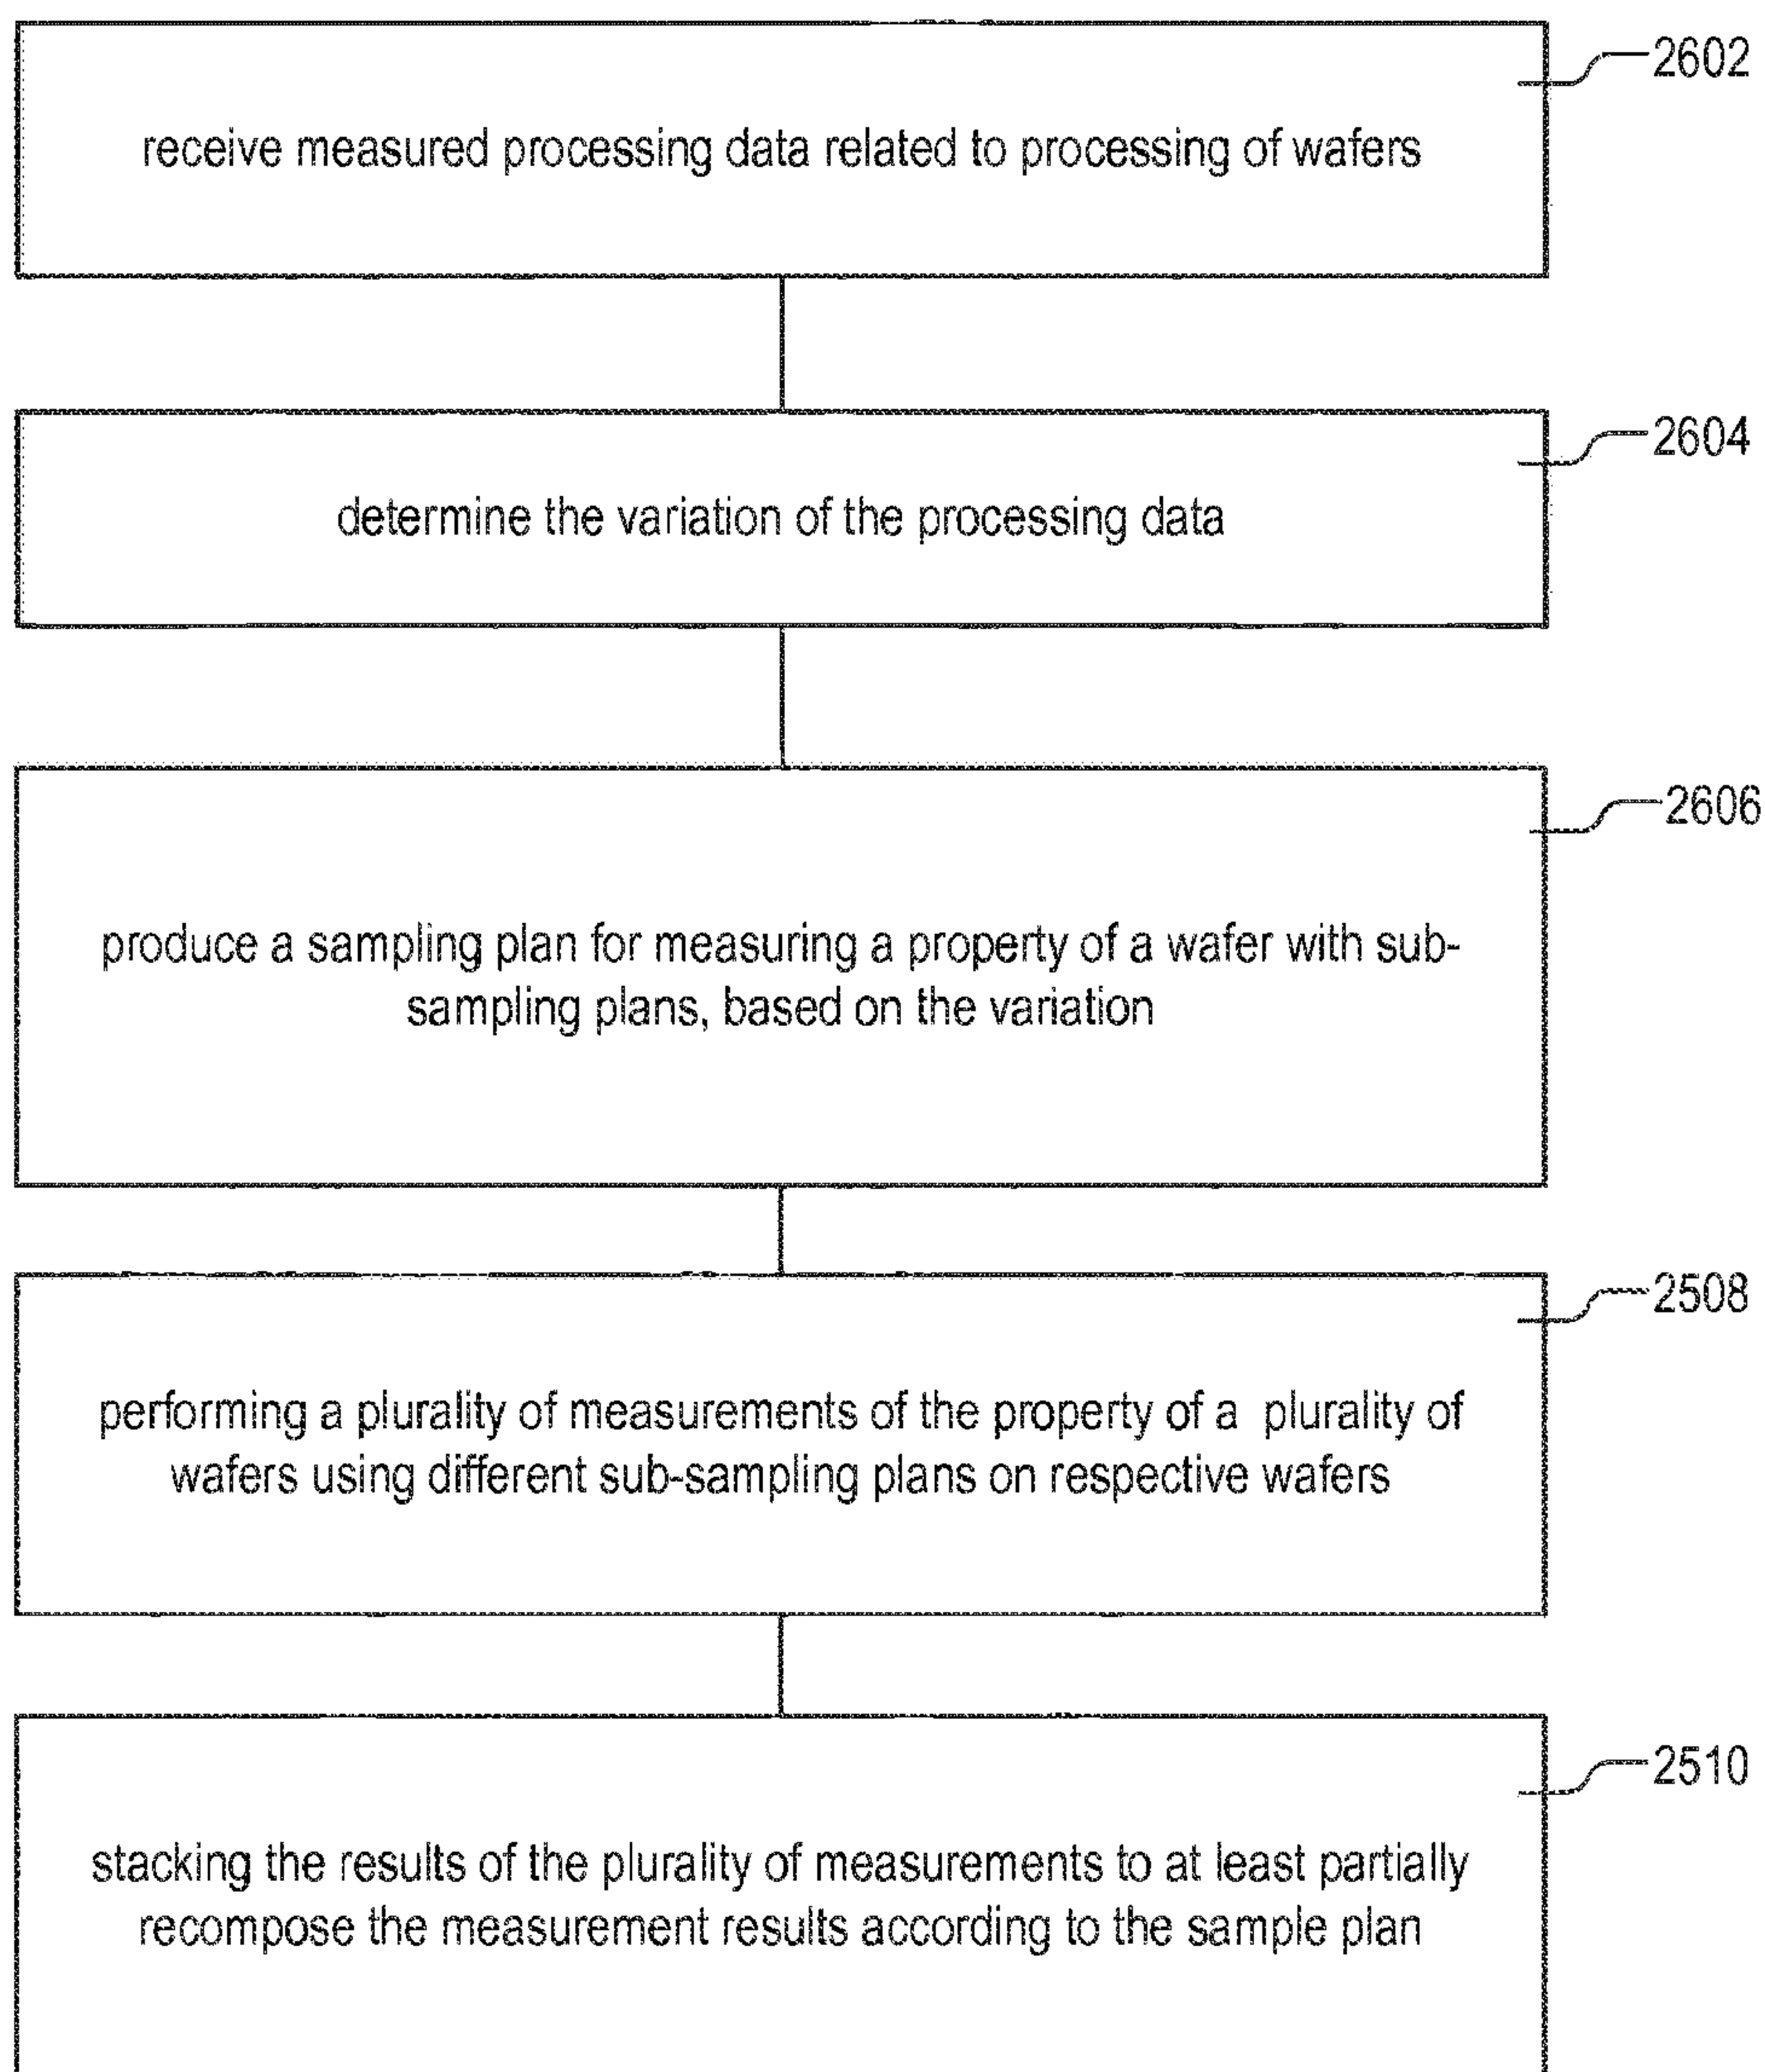 2602
receive measured processing data related to processing of wafers
2604
determine the variation of the processing data
2606
produce a sampling plan for measuring a property of a wafer with sub-
sampling plans, based on the variation
2508
performing a plurality of measurements of the property of a plurality of
wafers using different sub-sampling plans on respective wafers
2510
stacking the results of the plurality of measurements to at least partially
recompose the measurement results according to the sample plan